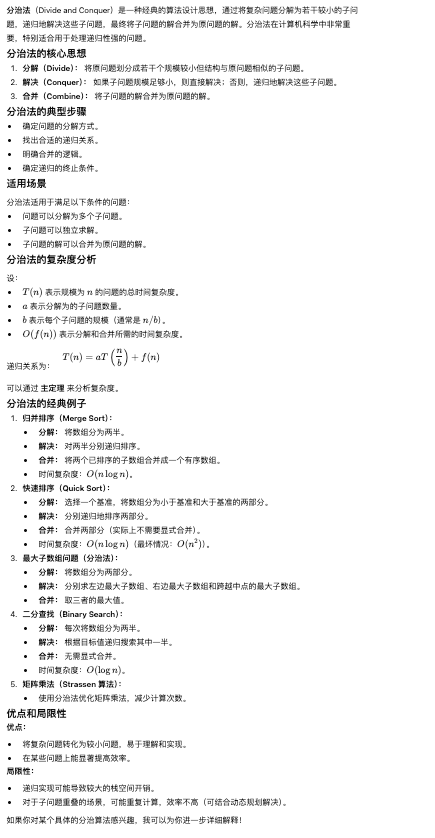 分治法（Divide and Conquer）是一种经典的算法设计思想，通过将复杂问题分解为若干较小的子问
题，递归地解决这些子问题，最终将子问题的解合并为原问题的解。分治法在计算机科学中非常重
要，特别适合用于处理递归性强的问题。
分治法的核心思想
1. 分解（Divide）： 将原问题划分成若干个规模较小但结构与原问题相似的子问题。
2. 解决（Conquer）： 如果子问题规模足够小，则直接解决；否则，递归地解决这些子问题。
3. 合并（Combine）： 将子问题的解合并为原问题的解。
分治法的典型步骤
• 确定问题的分解方式。
• 找出合适的递归关系。
• 明确合并的逻辑。
• 确定递归的终止条件。
适用场景
分治法适用于满足以下条件的问题：
• 问题可以分解为多个子问题。
• 子问题可以独立求解。
• 子问题的解可以合并为原问题的解。
分治法的复杂度分析
设：
• T(n) 表示规模为 n 的问题的总时间复杂度。
• a 表示分解为的子问题数量。
• b 表示每个子问题的规模（通常是 n/b）。
• O(f(n)) 表示分解和合并所需的时间复杂度。
递归关系为： T(n) = aT(n/b) + f(n)
可以通过 主定理 来分析复杂度。
分治法的经典例子
1. 归并排序（Merge Sort）：
• 分解： 将数组分为两半。
• 解决： 对两半分别递归排序。
• 合并： 将两个已排序的子数组合并成一个有序数组。
• 时间复杂度：O(n log n)。
2. 快速排序（Quick Sort）：
• 分解： 选择一个基准，将数组分为小于基准和大于基准的两部分。
• 解决： 分别递归地排序两部分。
• 合并： 合并两部分（实际上不需要显式合并）。
• 时间复杂度：O(n log n)（最坏情况：O(n²)）。
3. 最大子数组问题（分治法）：
• 分解： 将数组分为两部分。
• 解决： 分别求左边最大子数组、右边最大子数组和跨越中点的最大子数组。
• 合并： 取三者的最大值。
4. 二分查找（Binary Search）：
• 分解： 每次将数组分为两半。
• 解决： 根据目标值递归搜索其中一半。
• 合并： 无需显式合并。
• 时间复杂度：O(log n)。
5. 矩阵乘法（Strassen 算法）：
• 使用分治法优化矩阵乘法，减少计算次数。
优点和局限性
优点：
• 将复杂问题转化为较小问题，易于理解和实现。
• 在某些问题上能显著提高效率。
局限性：
• 递归实现可能导致较大的栈空间开销。
• 对于子问题重叠的场景，可能重复计算，效率不高（可结合动态规划解决）。
如果你对某个具体的分治算法感兴趣，我可以为你进一步详细解释！